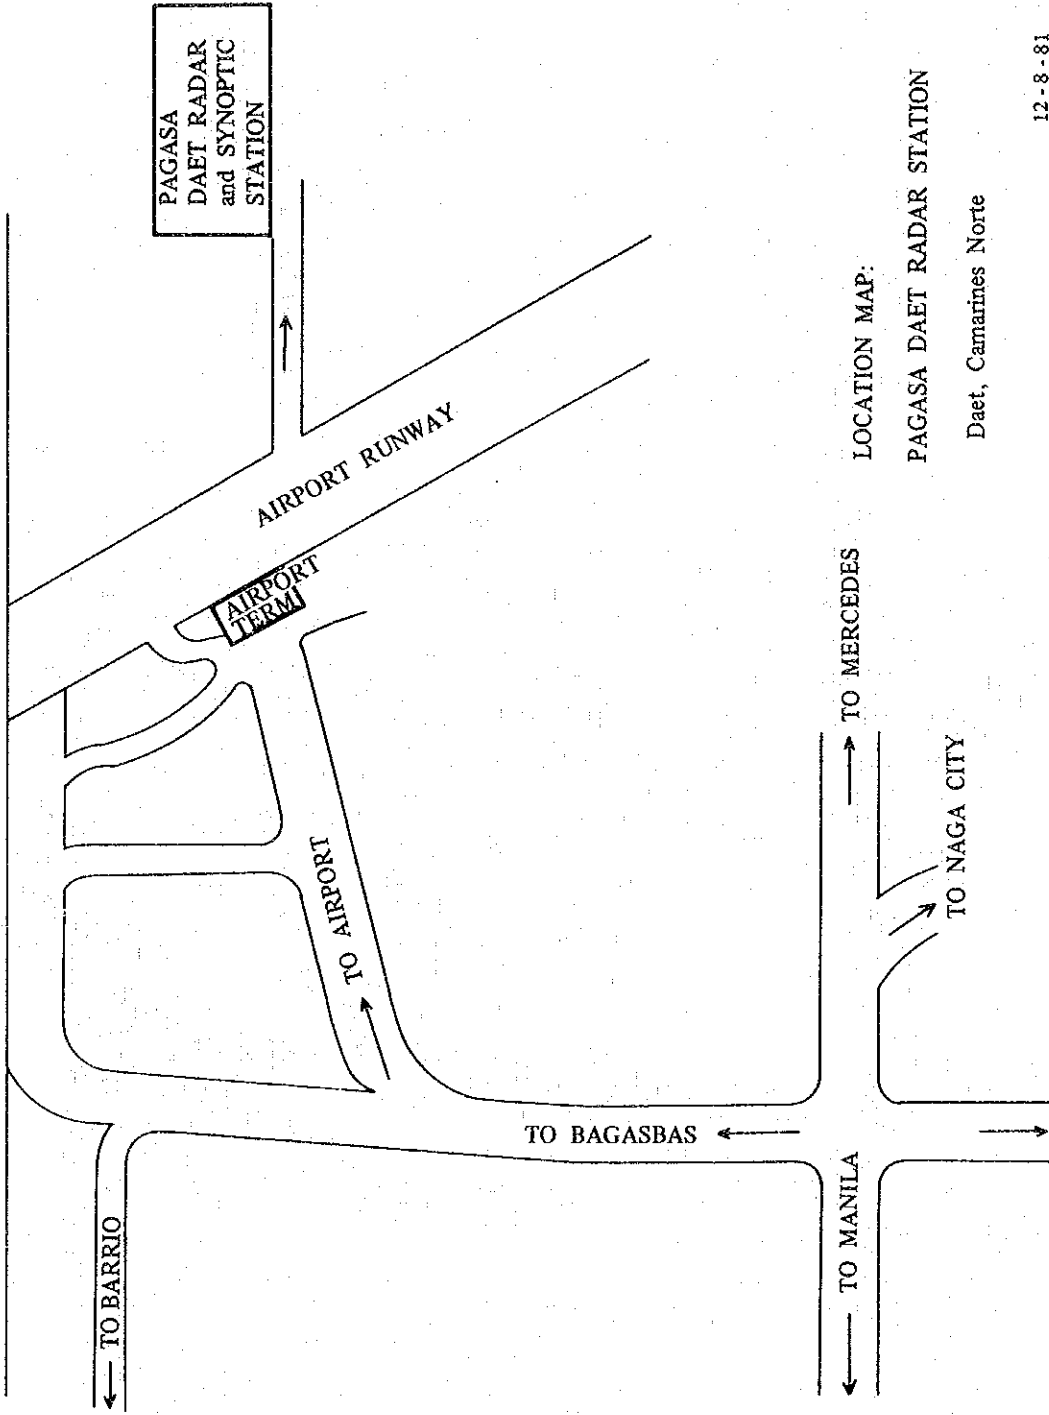 PAGASA
DAET RADAR
and SYNOPTIC
STATION
AIRPORT RUNWAY
AIRPORT
TERM
TO AIRPORT
TO BARRIO
TO BAGASBAS
TO MANILA
TO MERCEDES
TO NAGA CITY
LOCATION MAP:
PAGASA DAET RADAR STATION
Daet, Camarines Norte
12-8-81